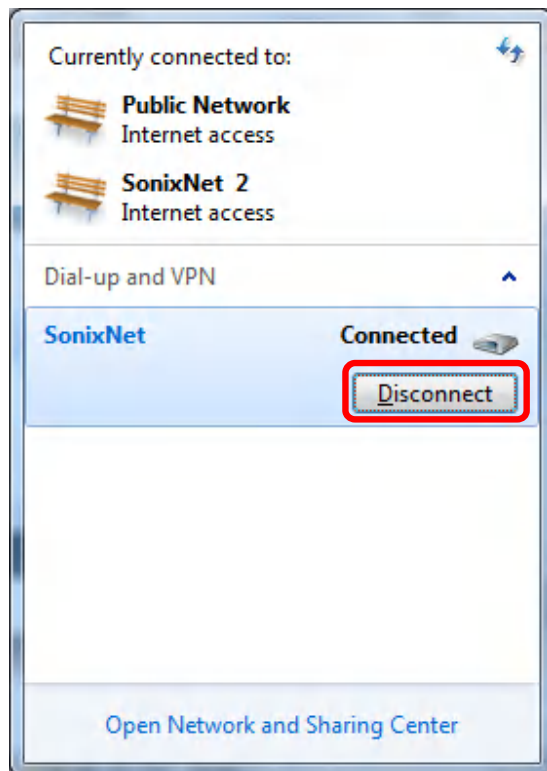 Currently connected to:
Public Network
Internet access
SonixNet 2
Internet access
Dial-up and VPN
SonixNet Connected
Disconnect
Open Network and Sharing Center